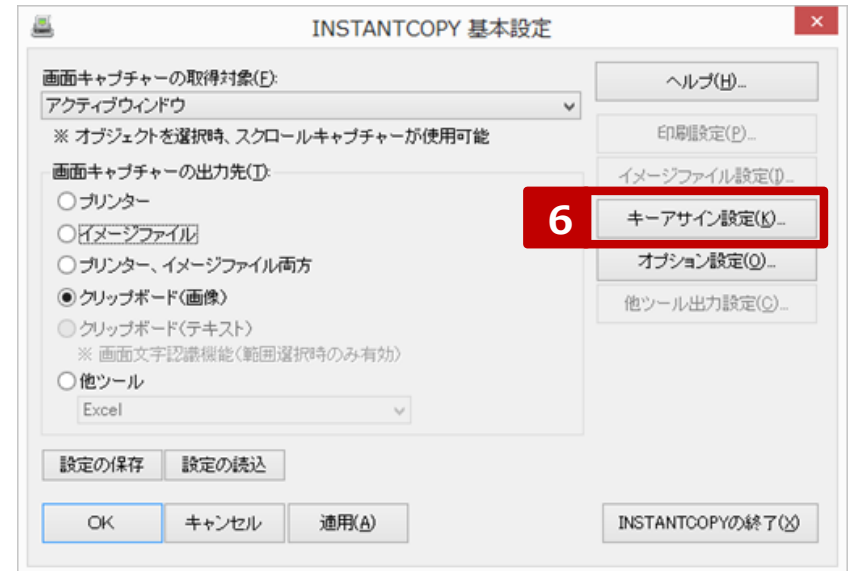 INSTANTCOPY 基本設定
×
画面キャプチャーの取得対象(F):
アクティブウィンドウ
※ オブジェクトを選択時、スクロールキャプチャーが使用可能
画面キャプチャーの出力先(T):
プリンター
イメージファイル
プリンター、イメージファイル両方
クリップボード(画像)
クリップボード(テキスト)
※ 画面文字認識機能(範囲選択時のみ有効)
他ツール
Excel
ヘルプ(H)...
印刷設定(P)...
イメージファイル設定(I)...
6
キーアサイン設定(K)...
オプション設定(O)...
他ツール出力設定(C)...
設定の保存
設定の読込
OK
キャンセル
適用(A)
INSTANTCOPYの終了(X)